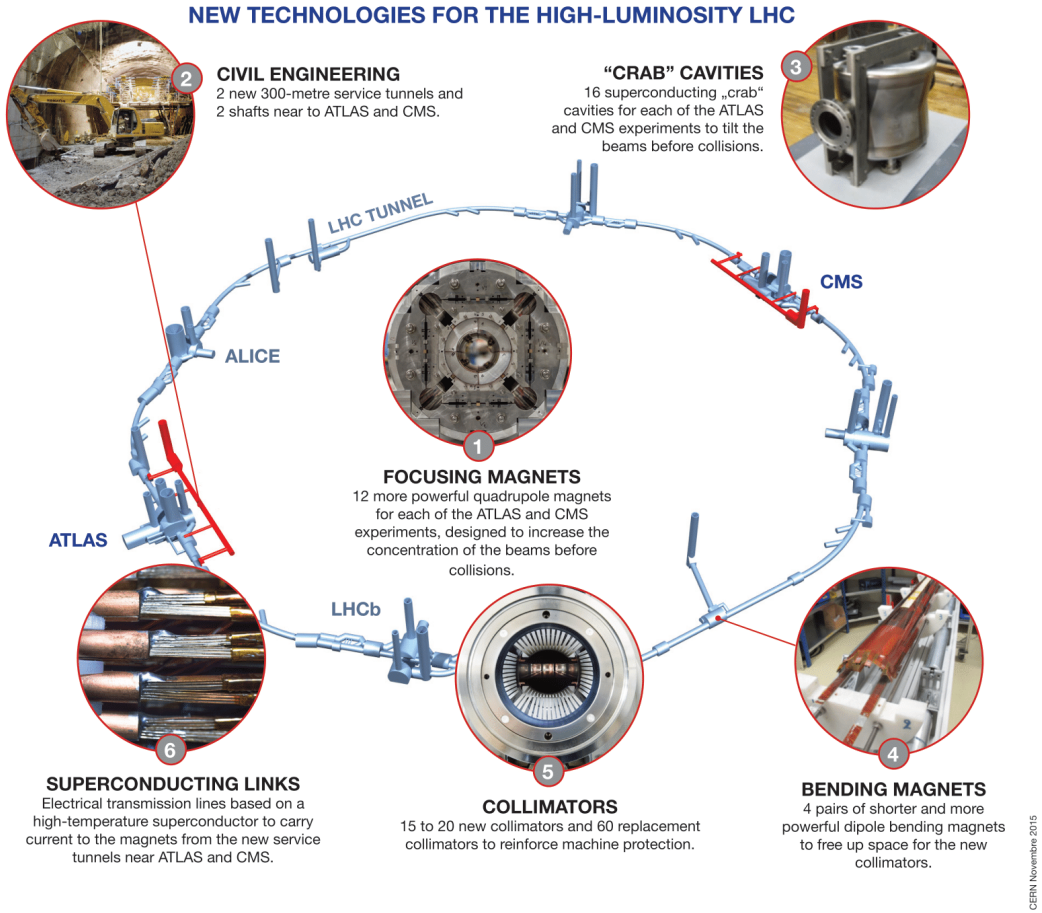 NEW TECHNOLOGIES FOR THE HIGH-LUMINOSITY LHC
2
CIVIL ENGINEERING
2 new 300-metre service tunnels and
2 shafts near to ATLAS and CMS.
3
“CRAB” CAVITIES
16 superconducting „crab“
cavities for each of the ATLAS
and CMS experiments to tilt the
beams before collisions.
LHC TUNNEL
CMS
ALICE
1
FOCUSING MAGNETS
12 more powerful quadrupole magnets
for each of the ATLAS and CMS
experiments, designed to increase the
concentration of the beams before
collisions.
ATLAS
LHCb
6
SUPERCONDUCTING LINKS
Electrical transmission lines based on a
high-temperature superconductor to carry
current to the magnets from the new service
tunnels near ATLAS and CMS.
5
COLLIMATORS
15 to 20 new collimators and 60 replacement
collimators to reinforce machine protection.
2
4
BENDING MAGNETS
4 pairs of shorter and more
powerful dipole bending magnets
to free up space for the new
collimators.
CERN Novembre 2015